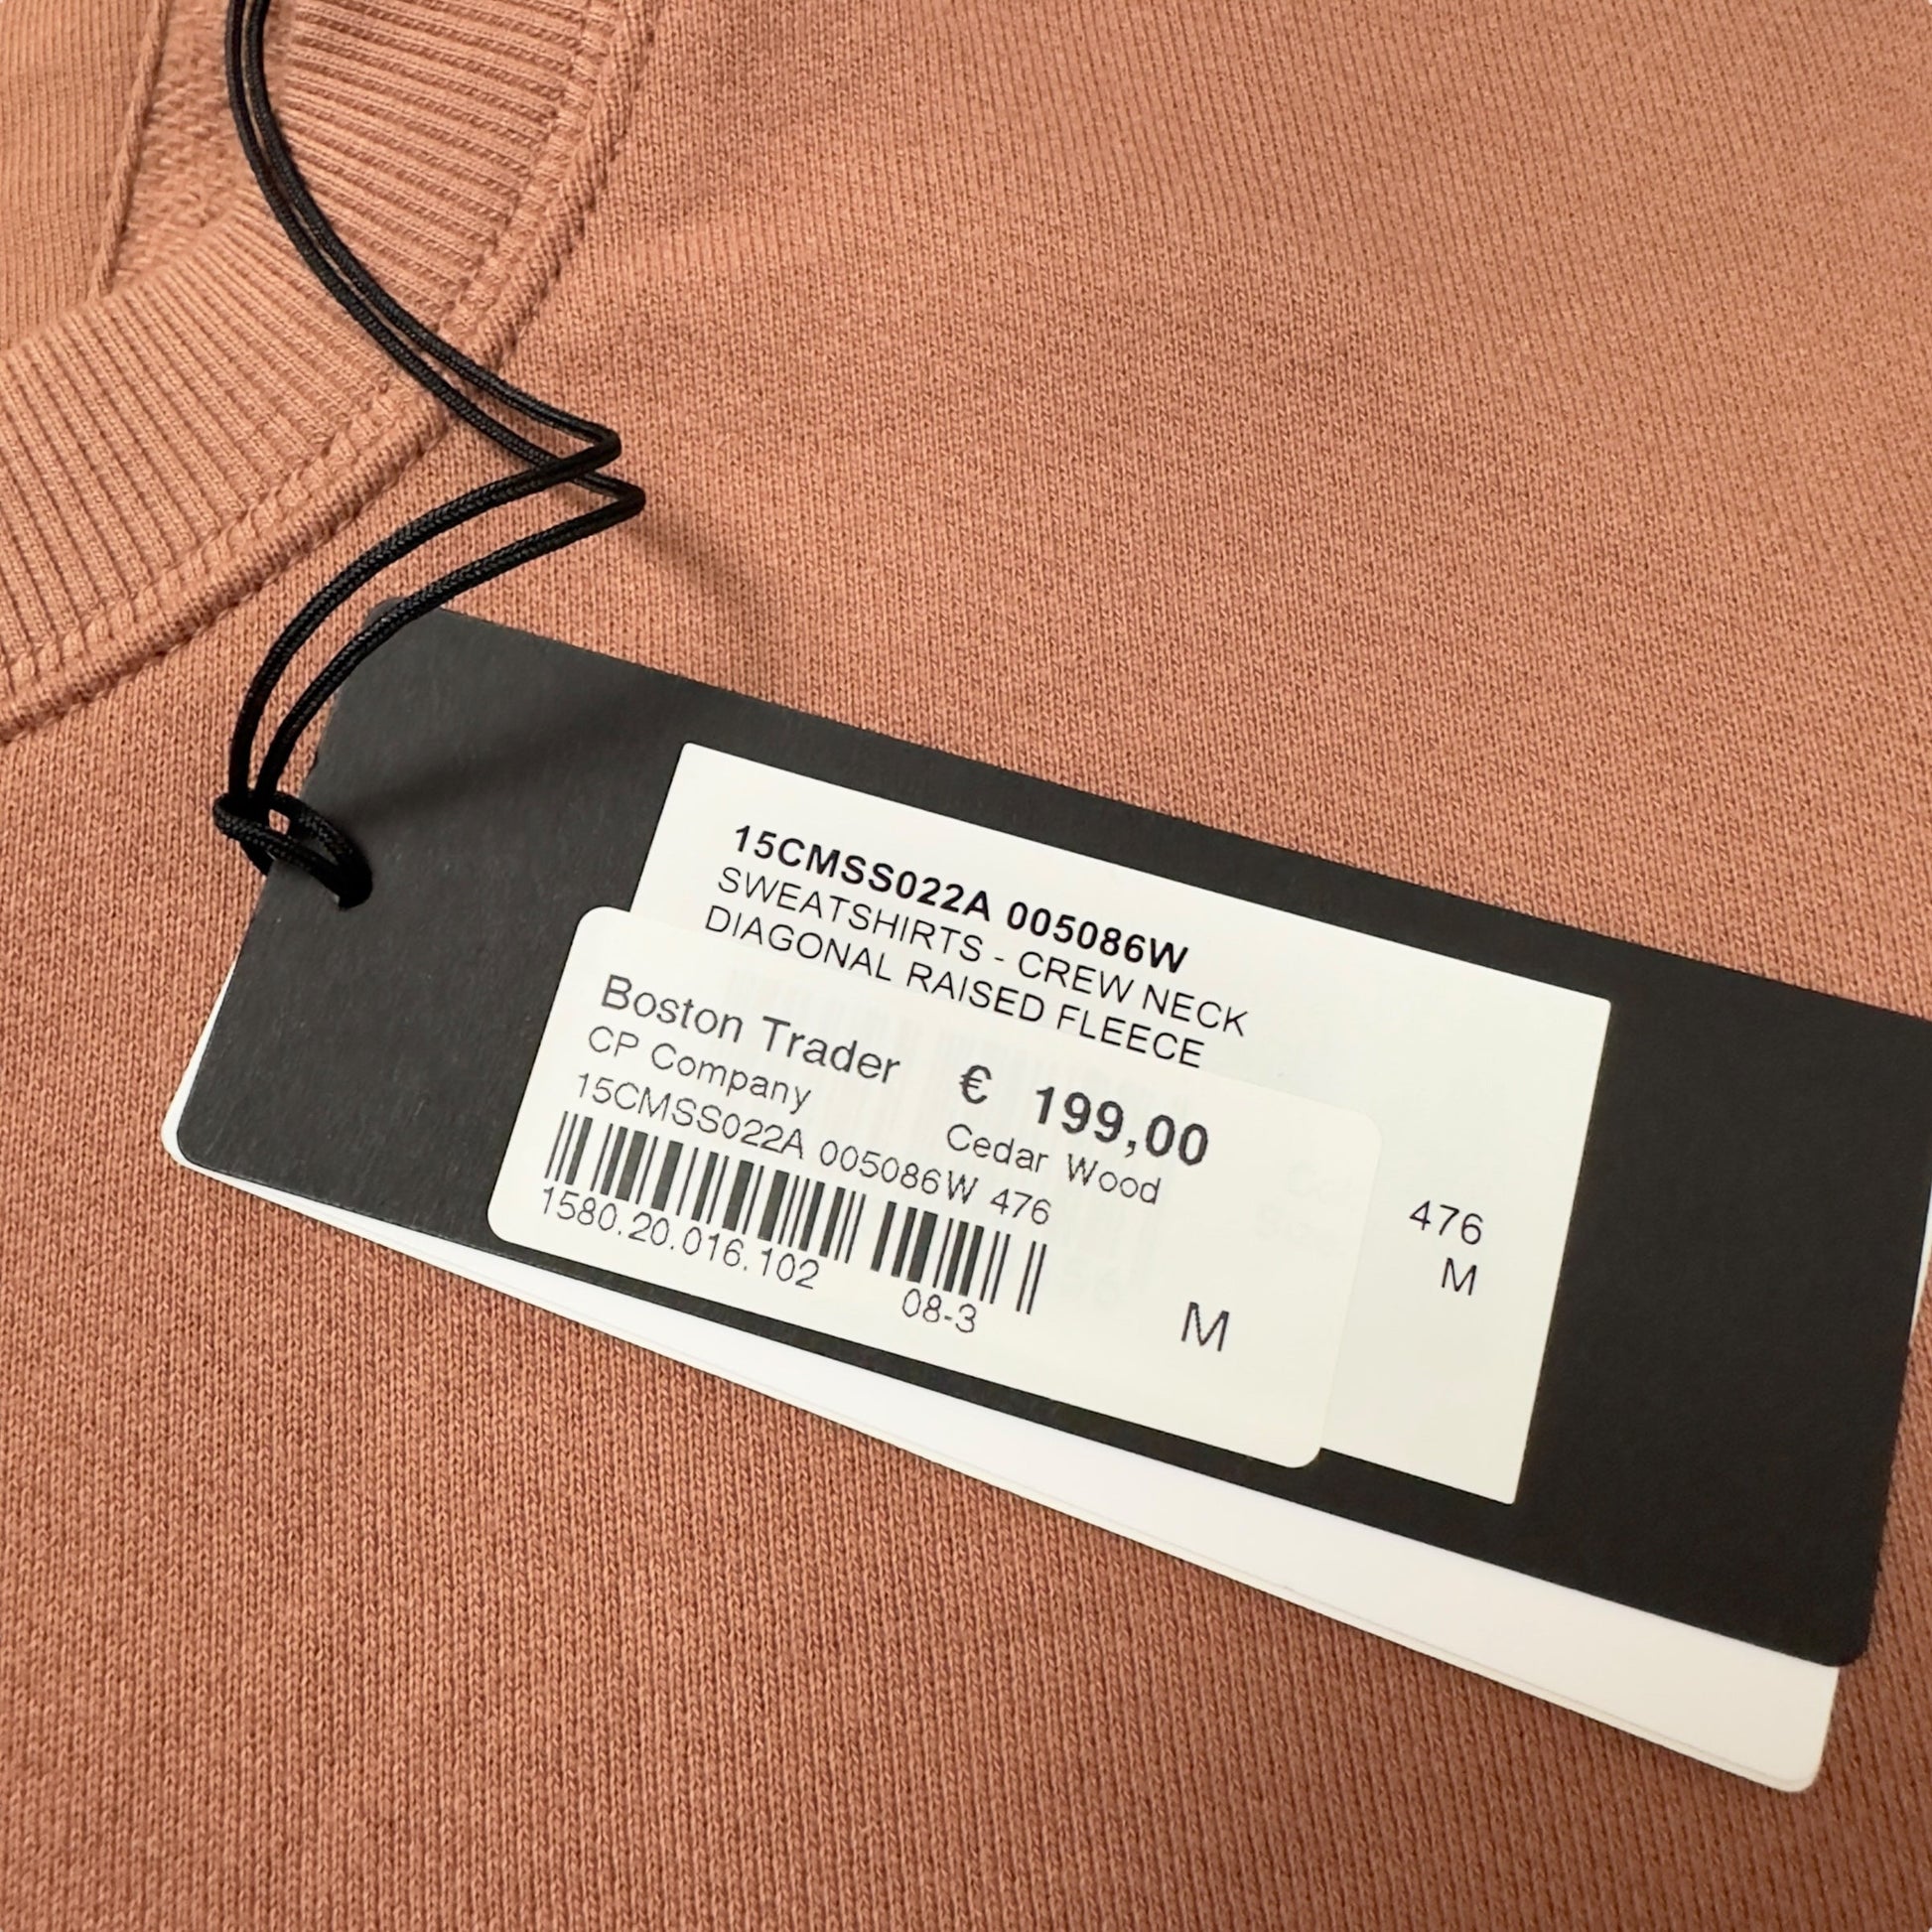 15CMSS022A 005086W
SWEATSHIRTS - CREW NECK
DIAGONAL RAISED FLEECE
476
M
Boston Trader
€ 199,00
CP Company
Cedar Wood
15CMSS022A 005086W 476
1580.20.016.102
08-3
M